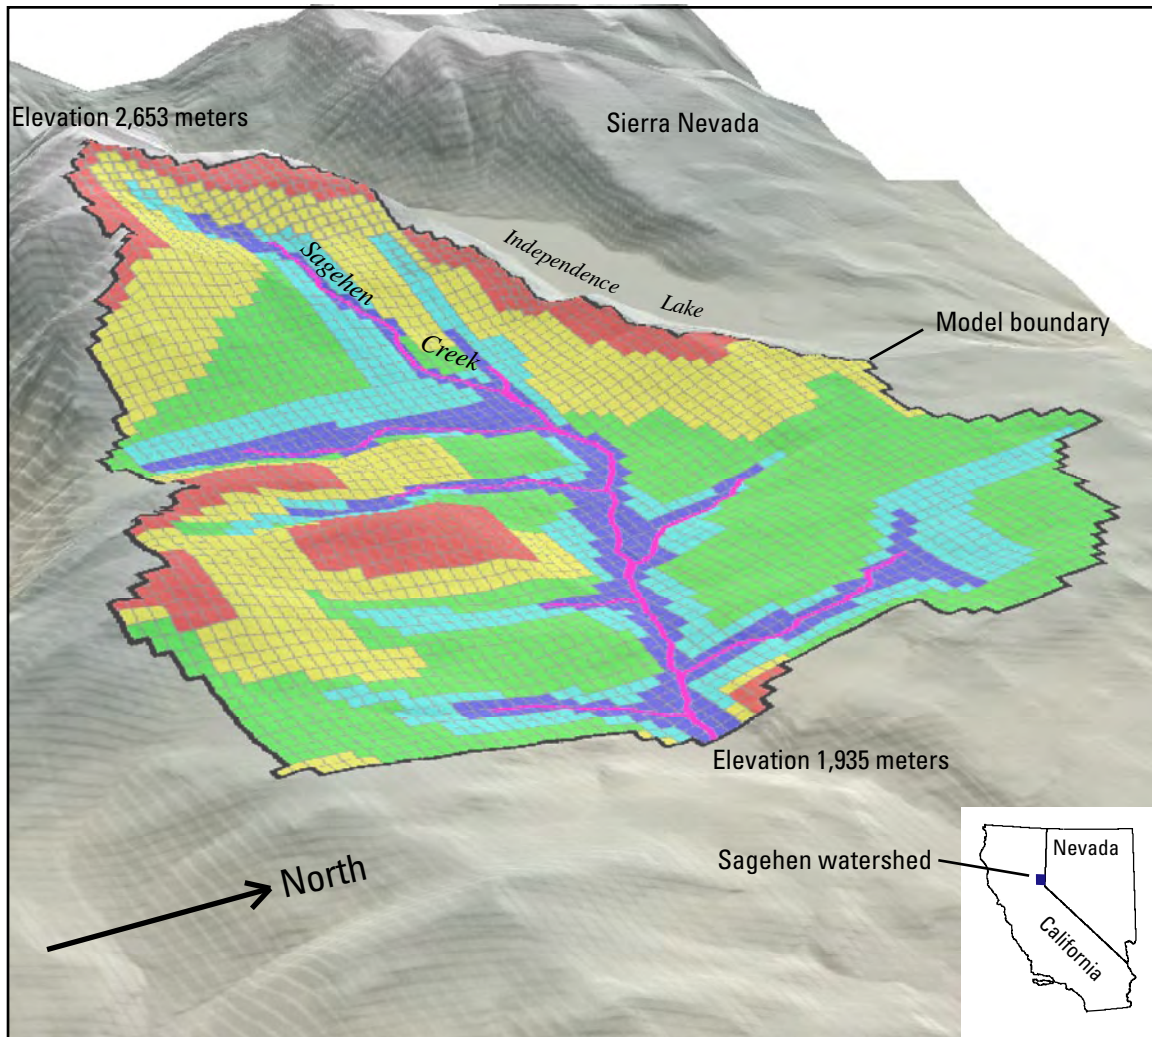 Elevation 2,653 meters
Sierra Nevada
Independence
Lake
Sagehen
Creek
Model boundary
Elevation 1,935 meters
North
Sagehen watershed
Nevada
California